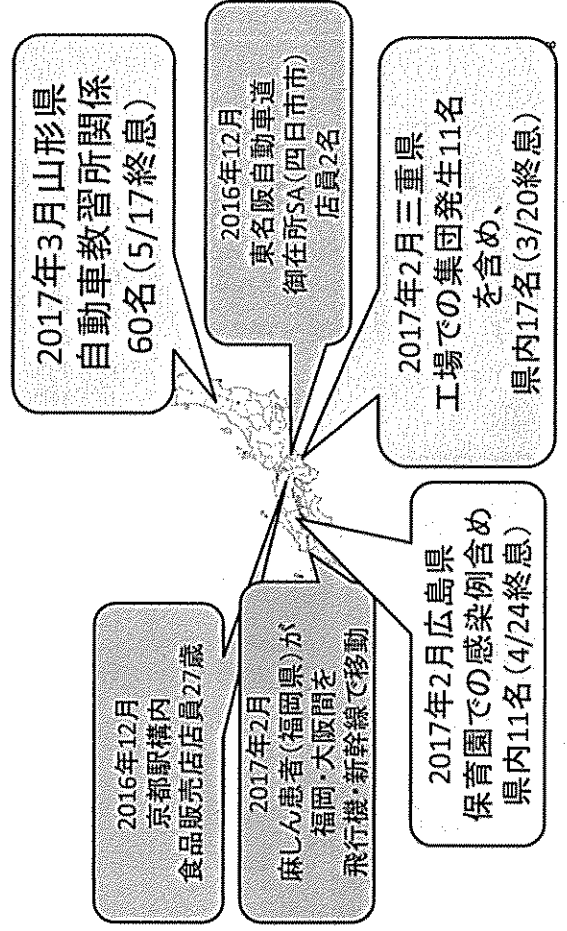 2016年12月
京都駅構内
食品販売店店員27歳
2017年2月
麻しん患者(福岡県)が
福岡・大阪間を
飛行機・新幹線で移動
2017年2月広島県
保育園での感染例含め
県内11名(4/24終息)
2017年3月山形県
自動車教習所関係
60名(5/17終息)
2016年12月
東名阪自動車道
御在所SA(四日市市)
店員2名
2017年2月三重県
工場での集団発生11名
を含め、
県内17名(3/20終息)